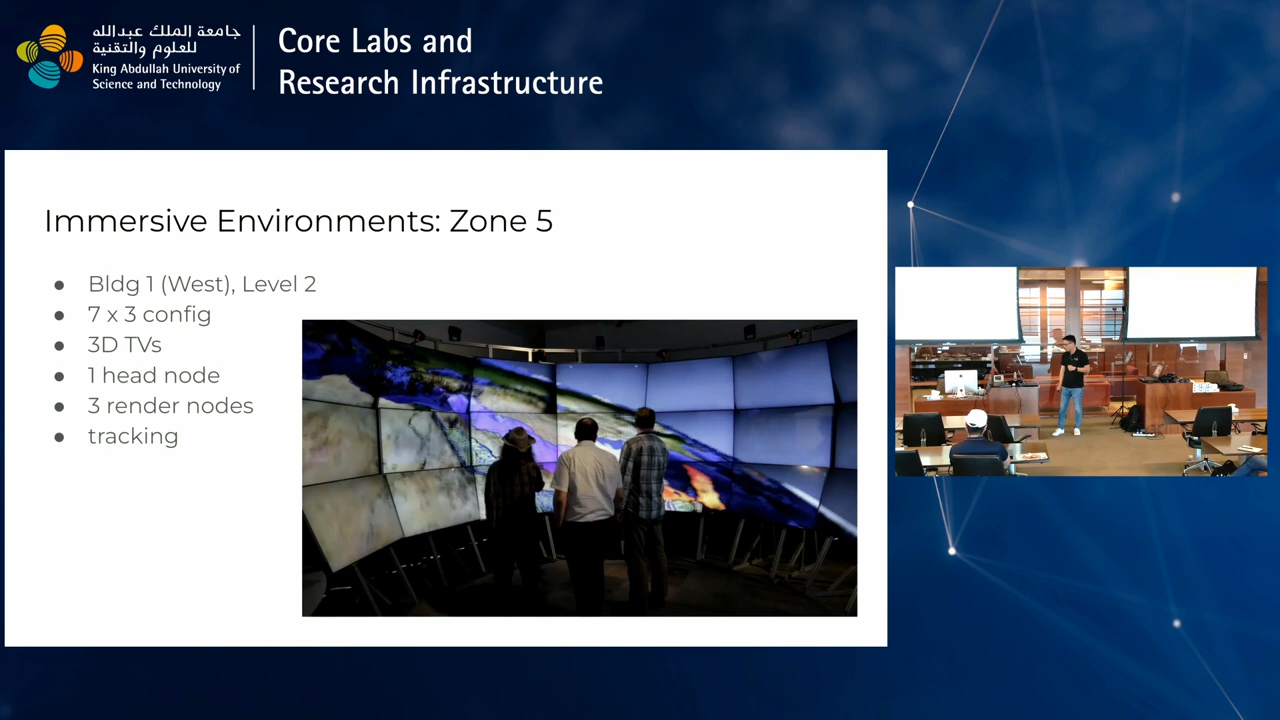 جامعة الملك عبدالله
للعلوم والتقنية
King Abdullah University of
Science and Technology
Core Labs and
Research Infrastructure
Immersive Environments: Zone 5
● Bldg 1 (West), Level 2
● 7 x 3 config
● 3D TVs
● 1 head node
● 3 render nodes
● tracking